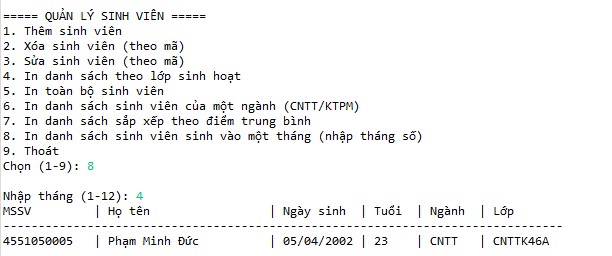 ===== QUẢN LÝ SINH VIÊN =====
1. Thêm sinh viên
2. Xóa sinh viên (theo mã)
3. Sửa sinh viên (theo mã)
4. In danh sách theo lớp sinh hoạt
5. In toàn bộ sinh viên
6. In danh sách sinh viên của một ngành (CNTT/KTPM)
7. In danh sách sắp xếp theo điểm trung bình
8. In danh sách sinh viên sinh vào một tháng (nhập tháng số)
9. Thoát
Chọn (1-9): 8
Nhập tháng (1-12): 4
MSSV | Họ tên | Ngày sinh | Tuổi | Ngành | Lớp
--------------------------------------------------------------------------------
4551050005 | Phạm Minh Đức | 05/04/2002 | 23 | CNTT | CNTTK46A